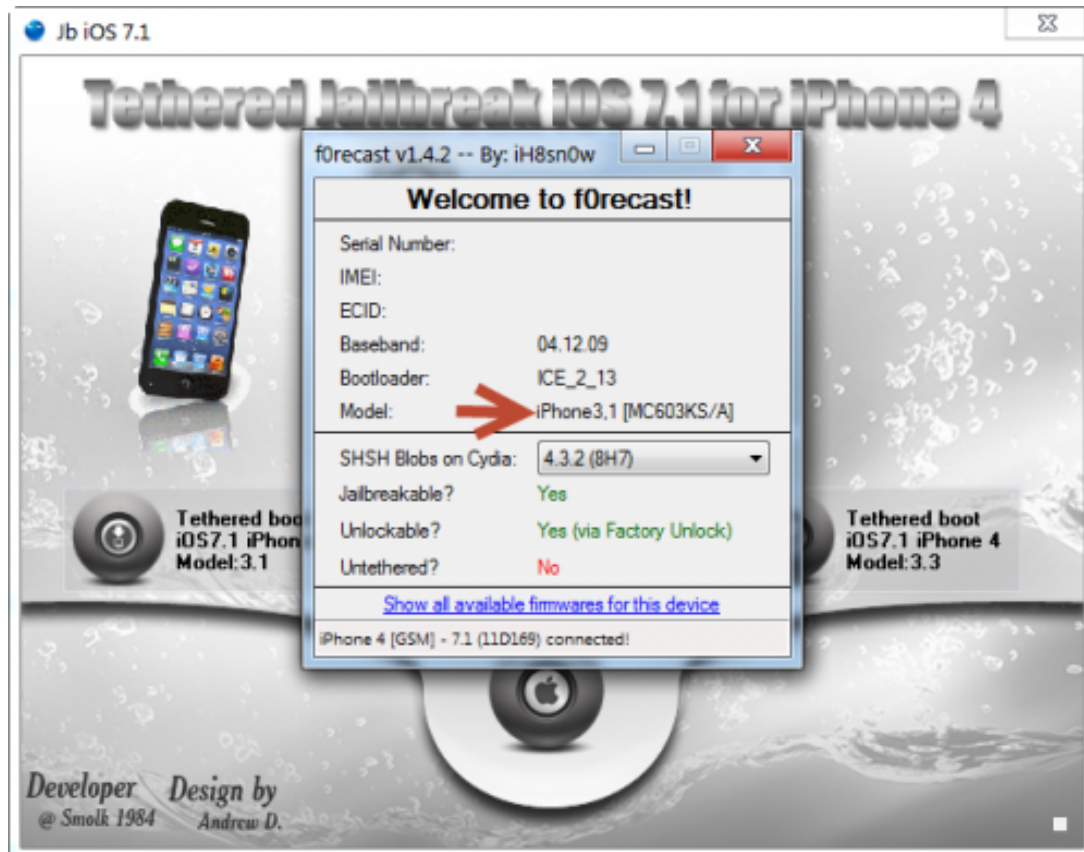 Jb iOS 7.1
Tethered Jailbreak iOS 7.1 for iPhone 4
f0recast v1.4.2 -- By: iH8sn0w
Welcome to f0recast!
Serial Number:
IMEI:
ECID:
Baseband: 04.12.09
Bootloader: ICE_2_13
Model: iPhone3,1 [MC603KS/A]
SHSH Blobs on Cydia: 4.3.2 (8H7)
Jailbreakable? Yes
Unlockable? Yes (via Factory Unlock)
Untethered? No
Show all available firmwares for this device
iPhone 4 [GSM] - 7.1 (11D169) connected!
Tethered boo
iOS7.1 iPhon
Model:3.1
Tethered boot
iOS7.1 iPhone 4
Model:3.3
Developer
@ Smolk 1984
Design by
Andrew D.